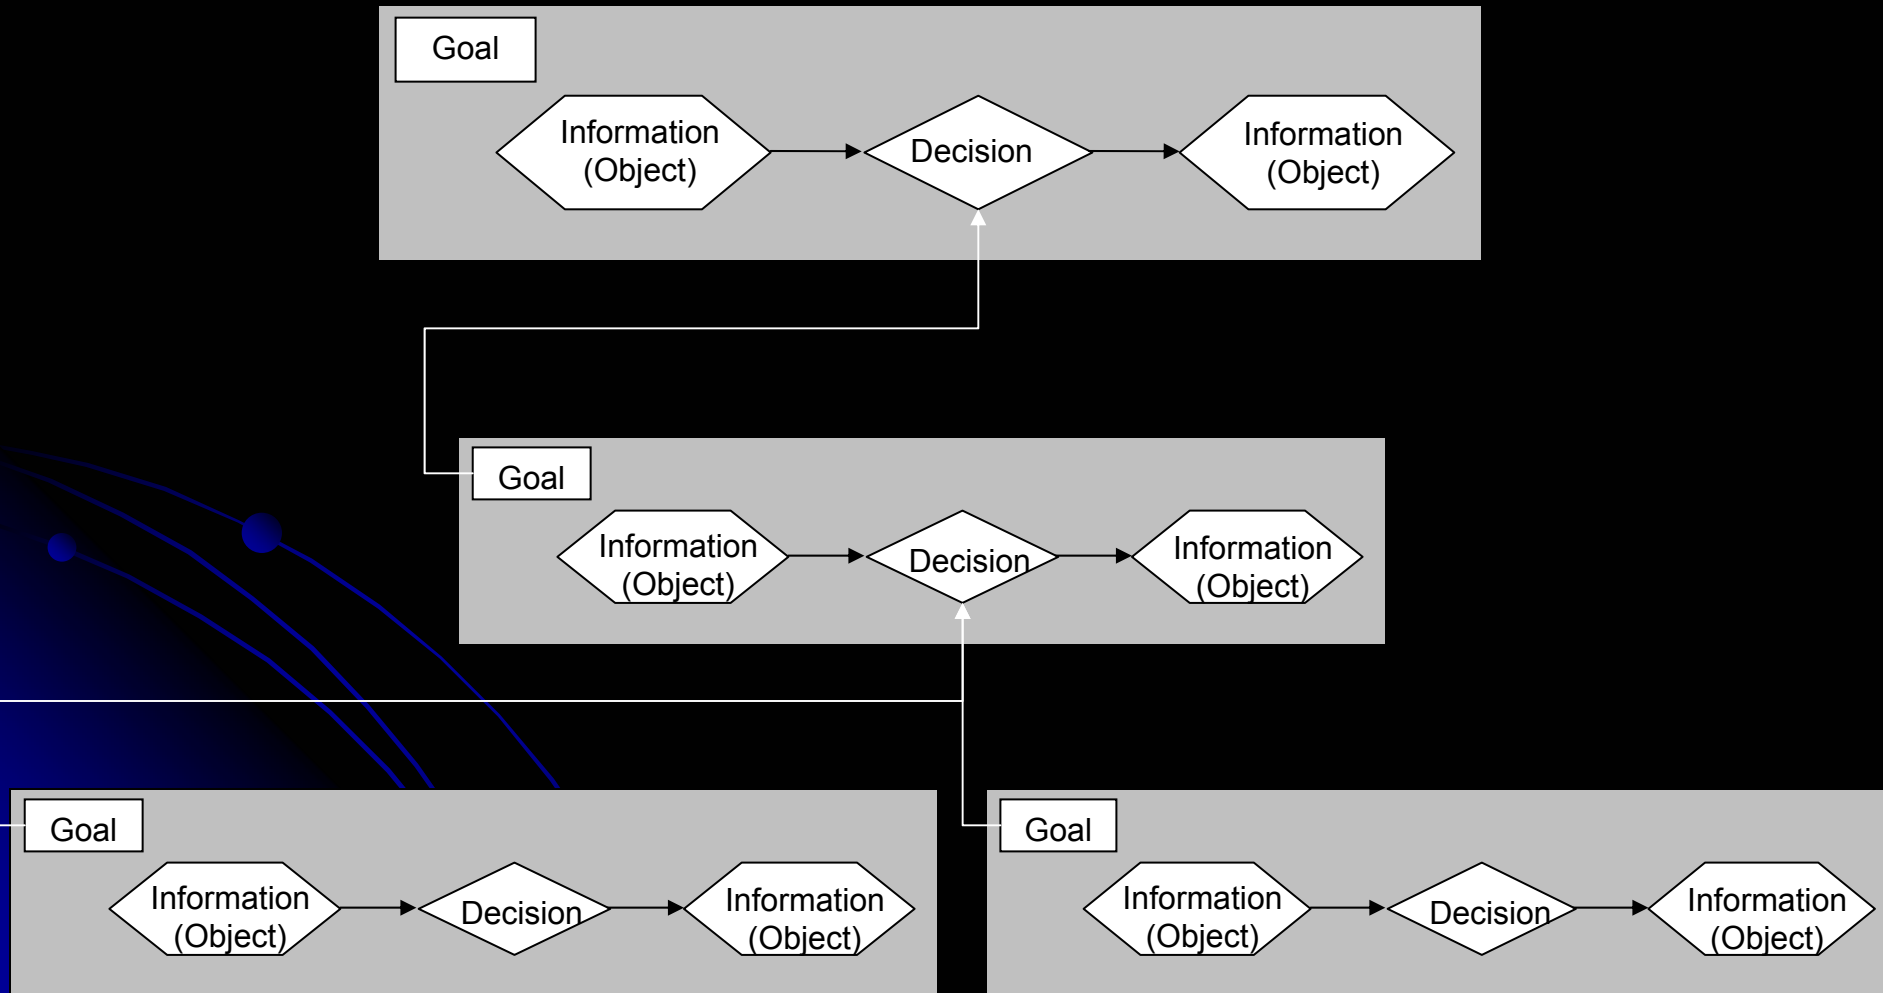 Goal
Information
(Object)
Decision
Information
(Object)
Goal
Information
(Object)
Decision
Information
(Object)
Goal
Information
(Object)
Decision
Information
(Object)
Goal
Information
(Object)
Decision
Information
(Object)